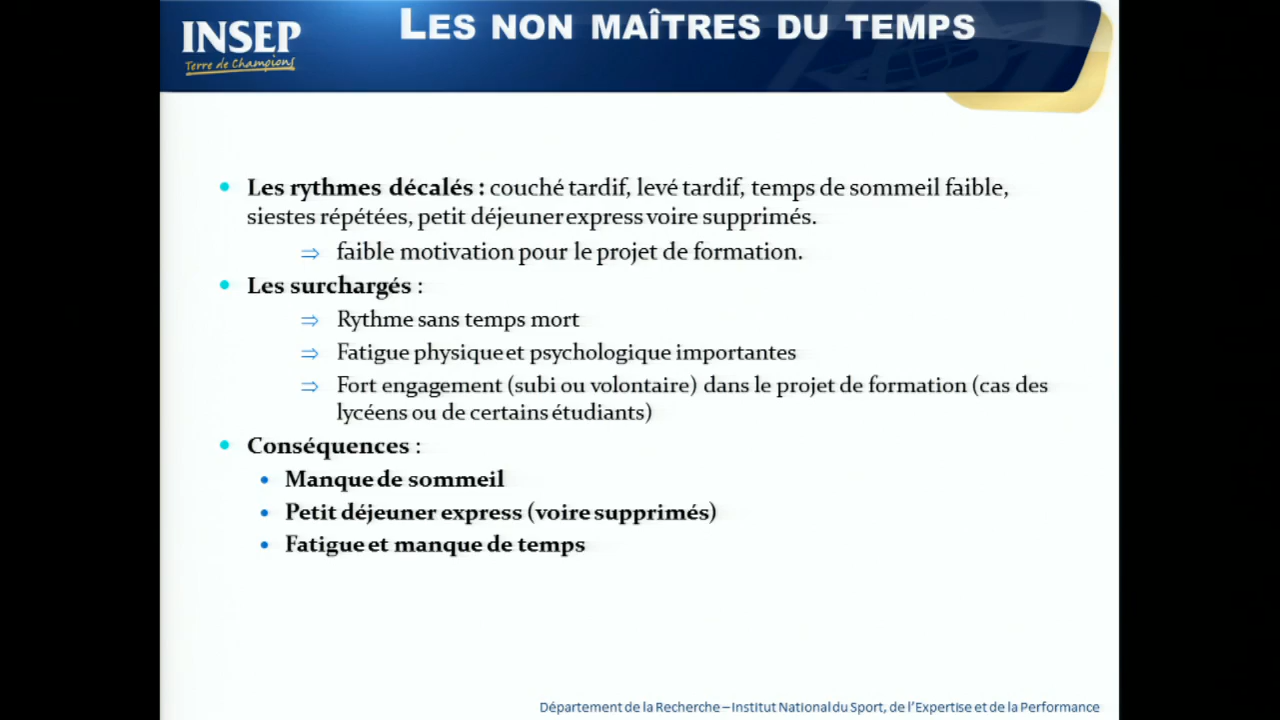 INSEP
Terre de Champions
LES NON MAÎTRES DU TEMPS
• Les rythmes décalés : couché tardif, levé tardif, temps de sommeil faible,
siestes répétées, petit déjeuner express voire supprimés.
⇒ faible motivation pour le projet de formation.
• Les surchargés :
⇒ Rythme sans temps mort
⇒ Fatigue physique et psychologique importantes
⇒ Fort engagement (subi ou volontaire) dans le projet de formation (cas des
lycéens ou de certains étudiants)
• Conséquences :
• Manque de sommeil
• Petit déjeuner express (voire supprimés)
• Fatigue et manque de temps
Département de la Recherche – Institut National du Sport, de l'Expertise et de la Performance